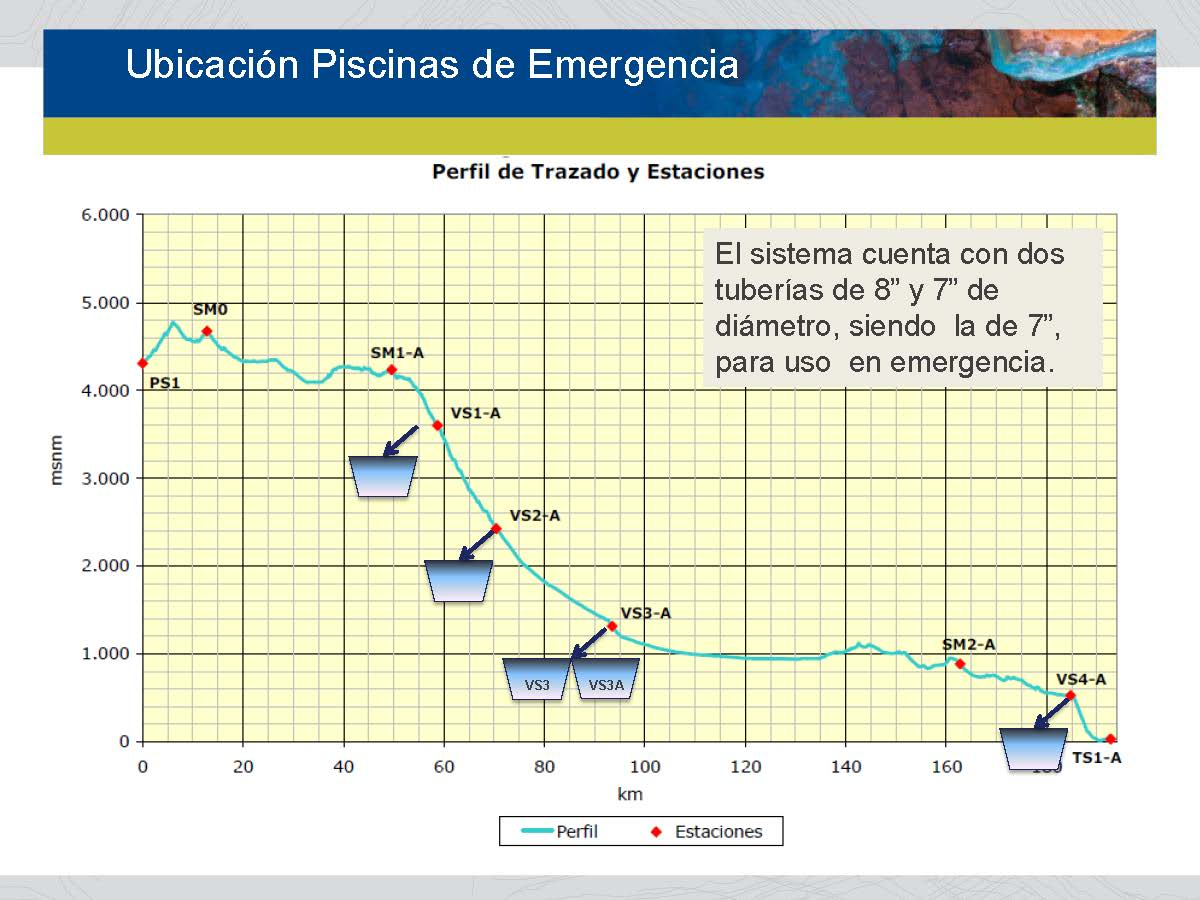 Ubicación Piscinas de Emergencia
Perfil de Trazado y Estaciones
El sistema cuenta con dos
tuberías de 8” y 7” de
diámetro, siendo la de 7”,
para uso en emergencia.
6.000
5.000
4.000
3.000
2.000
1.000
0
msnm
PS1
SM0
SM1-A
VS1-A
VS2-A
VS3-A
VS3
VS3A
SM2-A
VS4-A
TS1-A
0 20 40 60 80 100 120 140 160 180
km
Perfil Estaciones